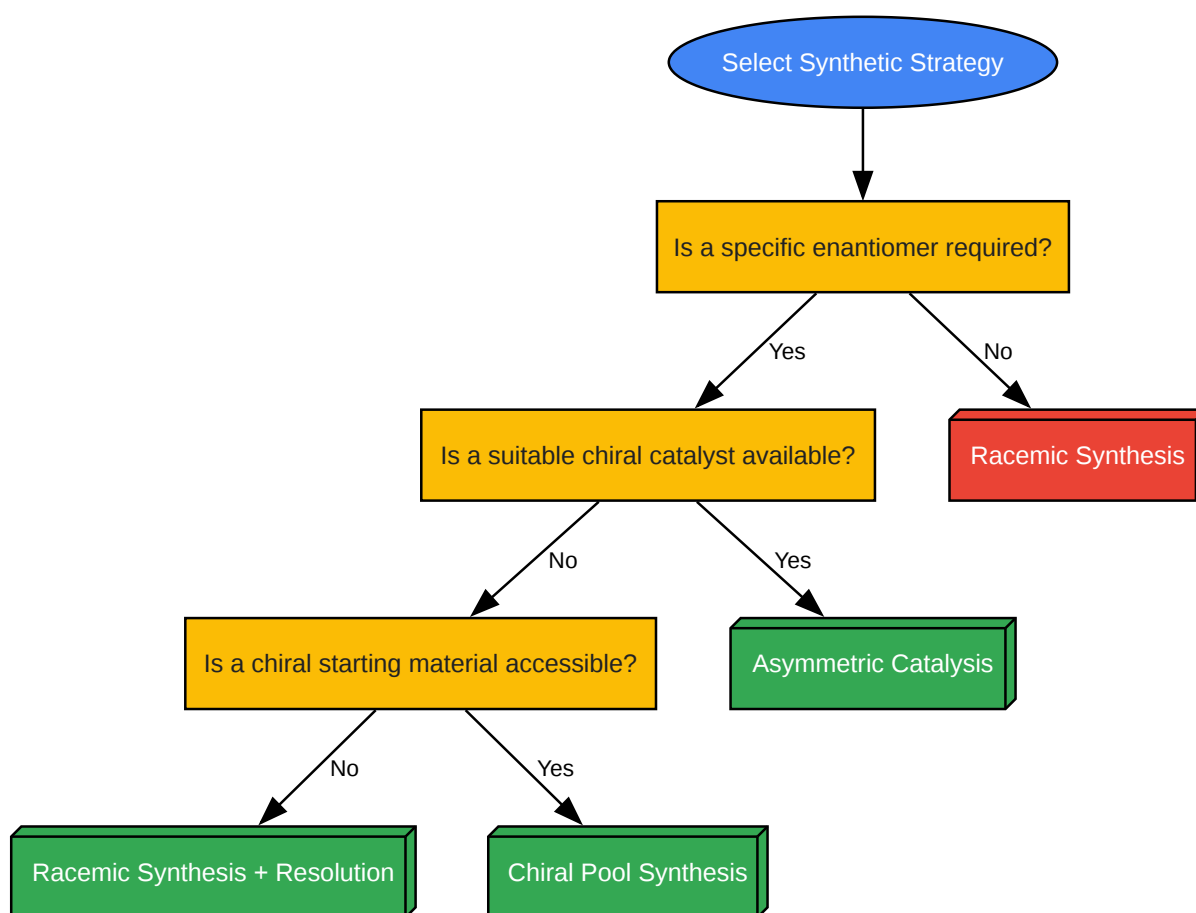 Select Synthetic Strategy
Is a specific enantiomer required?
Yes
No
Is a suitable chiral catalyst available?
Racemic Synthesis
No
Yes
Is a chiral starting material accessible?
Asymmetric Catalysis
No
Yes
Racemic Synthesis + Resolution
Chiral Pool Synthesis